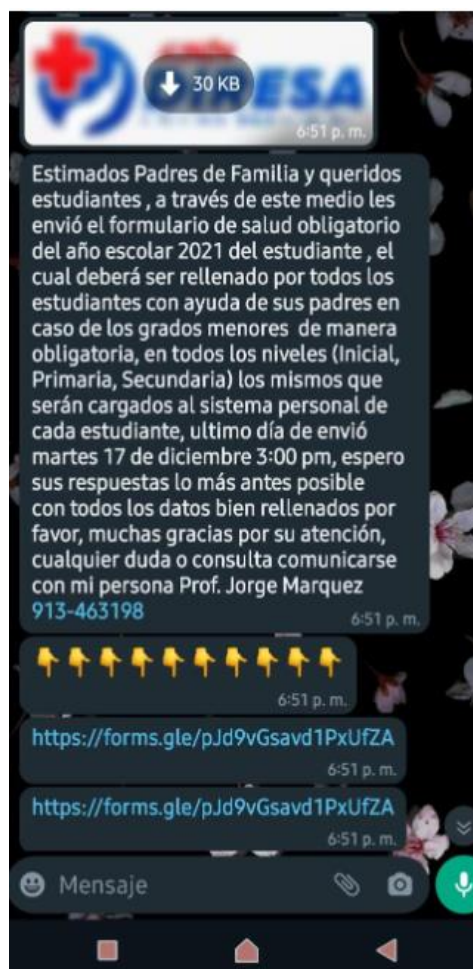 30 KB
6:51 p. m.
Estimados Padres de Familia y queridos
estudiantes , a través de este medio les
envió el formulario de salud obligatorio
del año escolar 2021 del estudiante , el
cual deberá ser rellenado por todos los
estudiantes con ayuda de sus padres en
caso de los grados menores de manera
obligatoria, en todos los niveles (Inicial,
Primaria, Secundaria) los mismos que
serán cargados al sistema personal de
cada estudiante, ultimo día de envió
martes 17 de diciembre 3:00 pm, espero
sus respuestas lo más antes posible
con todos los datos bien rellenados por
favor, muchas gracias por su atención,
cualquier duda o consulta comunicarse
con mi persona Prof. Jorge Marquez
913-463198
6:51 p. m.
6:51 p. m.
https://forms.gle/pJd9vGsavd1PxUfZA
6:51 p. m.
https://forms.gle/pJd9vGsavd1PxUfZA
6:51 p. m.
Mensaje